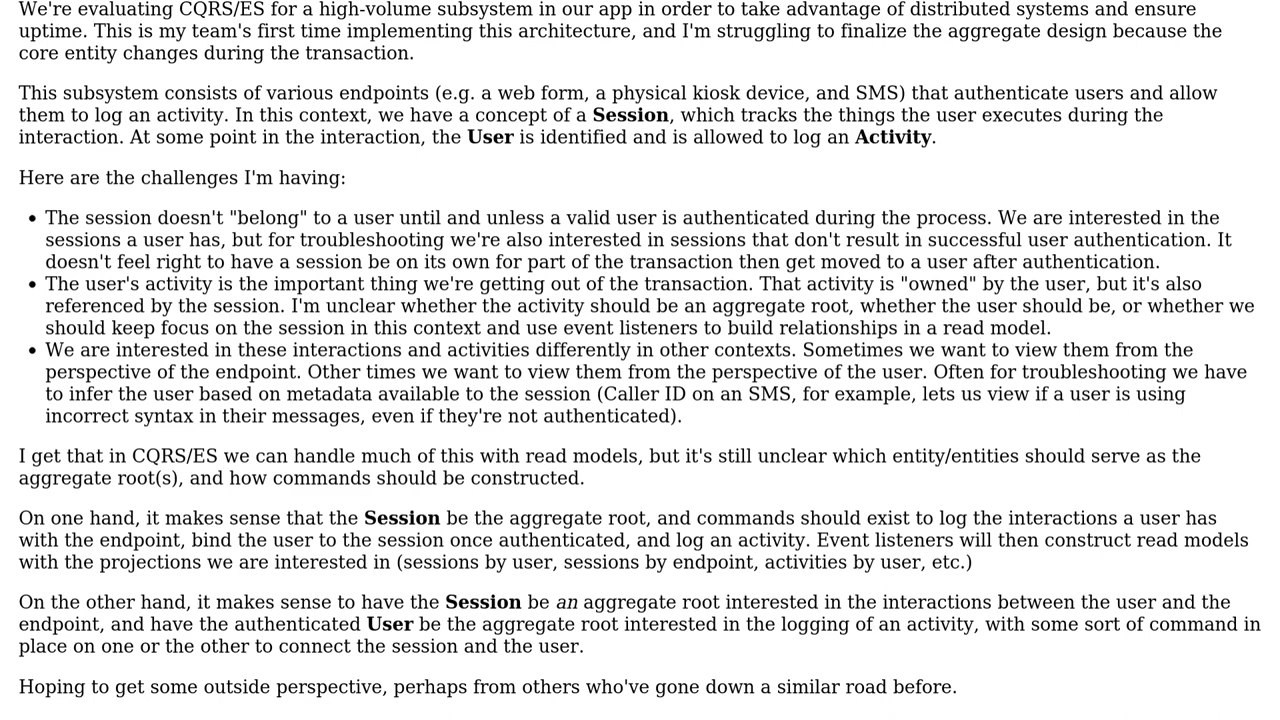 We're evaluating CQRS/ES for a high-volume subsystem in our app in order to take advantage of distributed systems and ensure
uptime. This is my team's first time implementing this architecture, and I'm struggling to finalize the aggregate design because the
core entity changes during the transaction.
This subsystem consists of various endpoints (e.g. a web form, a physical kiosk device, and SMS) that authenticate users and allow
them to log an activity. In this context, we have a concept of a Session, which tracks the things the user executes during the
interaction. At some point in the interaction, the User is identified and is allowed to log an Activity.
Here are the challenges I'm having:
• The session doesn't "belong" to a user until and unless a valid user is authenticated during the process. We are interested in the
sessions a user has, but for troubleshooting we're also interested in sessions that don't result in successful user authentication. It
doesn't feel right to have a session be on its own for part of the transaction then get moved to a user after authentication.
• The user's activity is the important thing we're getting out of the transaction. That activity is "owned" by the user, but it's also
referenced by the session. I'm unclear whether the activity should be an aggregate root, whether the user should be, or whether we
should keep focus on the session in this context and use event listeners to build relationships in a read model.
• We are interested in these interactions and activities differently in other contexts. Sometimes we want to view them from the
perspective of the endpoint. Other times we want to view them from the perspective of the user. Often for troubleshooting we have
to infer the user based on metadata available to the session (Caller ID on an SMS, for example, lets us view if a user is using
incorrect syntax in their messages, even if they're not authenticated).
I get that in CQRS/ES we can handle much of this with read models, but it's still unclear which entity/entities should serve as the
aggregate root(s), and how commands should be constructed.
On one hand, it makes sense that the Session be the aggregate root, and commands should exist to log the interactions a user has
with the endpoint, bind the user to the session once authenticated, and log an activity. Event listeners will then construct read models
with the projections we are interested in (sessions by user, sessions by endpoint, activities by user, etc.)
On the other hand, it makes sense to have the Session be an aggregate root interested in the interactions between the user and the
endpoint, and have the authenticated User be the aggregate root interested in the logging of an activity, with some sort of command in
place on one or the other to connect the session and the user.
Hoping to get some outside perspective, perhaps from others who've gone down a similar road before.